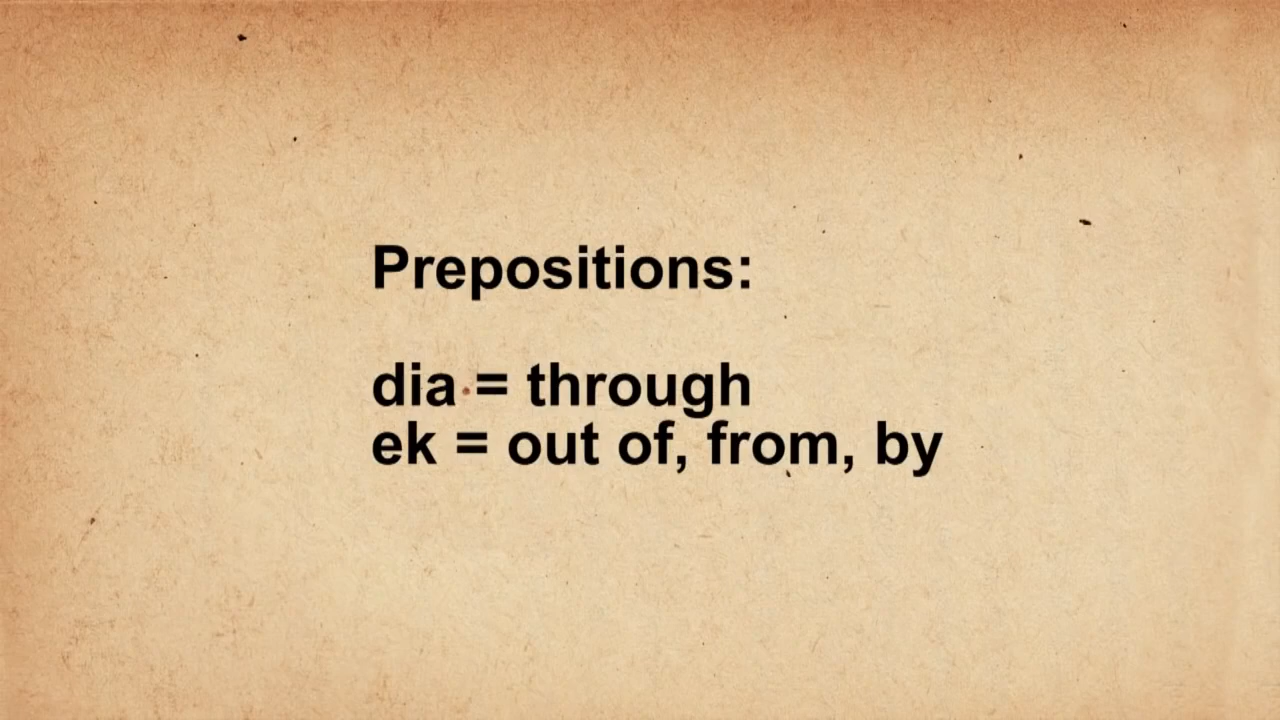 Prepositions:
dia = through
ek = out of, from, by